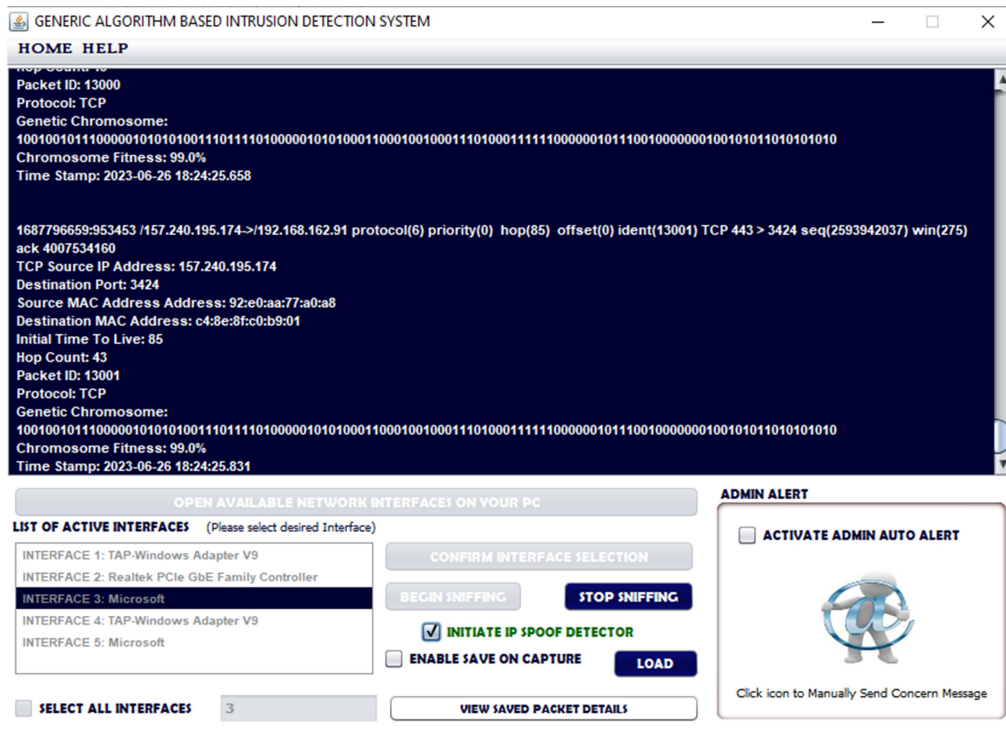 GENERIC ALGORITHM BASED INTRUSION DETECTION SYSTEM
HOME HELP
Packet ID: 13000
Protocol: TCP
Genetic Chromosome:
Chromosome Fitness: 99.0%
Time Stamp: 2023-06-26 18:24:25.658
1687796659:953453 /157.240.195.174->/192.168.162.91 protocol(6) priority(0) hop(85) offset(0) ident(13001) TCP 443 > 3424 seq(2593942037) win(275)
ack 4007534160
TCP Source IP Address: 157.240.195.174
Destination Port: 3424
Source MAC Address Address: 92:e0:aa:77:a0:a8
Destination MAC Address: c4:8e:8f:c0:b9:01
Initial Time To Live: 85
Hop Count: 43
Packet ID: 13001
Protocol: TCP
Genetic Chromosome:
Chromosome Fitness: 99.0%
Time Stamp: 2023-06-26 18:24:25.831
OPEN AVAILABLE NETWORK INTERFACES ON YOUR PC
LIST OF ACTIVE INTERFACES (Please select desired Interface)
INTERFACE 1: TAP-Windows Adapter V9
INTERFACE 2: Realtek PCIe GbE Family Controller
INTERFACE 3: Microsoft
INTERFACE 4: TAP-Windows Adapter V9
INTERFACE 5: Microsoft
CONFIRM INTERFACE SELECTION
BEGIN SNIFFING
STOP SNIFFING
INITIATE IP SPOOF DETECTOR
ENABLE SAVE ON CAPTURE
LOAD
SELECT ALL INTERFACES
3
VIEW SAVED PACKET DETAILS
ADMIN ALERT
ACTIVATE ADMIN AUTO ALERT
Click icon to Manually Send Concern Message